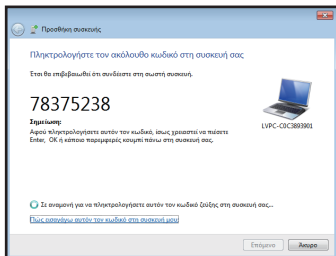 Προσθήκη συσκευής
Πληκτρολογήστε τον ακόλουθο κωδικό στη συσκευή σας
Έτσι θα επιβεβαιωθεί ότι συνδέεστε στη σωστή συσκευή.
78375238
Σημείωση:
Αφού πληκτρολογήσετε αυτόν τον κωδικό, ίσως χρειαστεί να πιέσετε
Enter, OK ή κάποιο παρεμφερές κουμπί πάνω στη συσκευή σας.
LVPC-C0C3893901
Σε αναμονή για να πληκτρολογήσετε αυτόν τον κωδικό ζεύξης στη συσκευή σας...
Πώς εισαγάγω αυτόν τον κωδικό στη συσκευή μου;
Επόμενο
Άκυρο